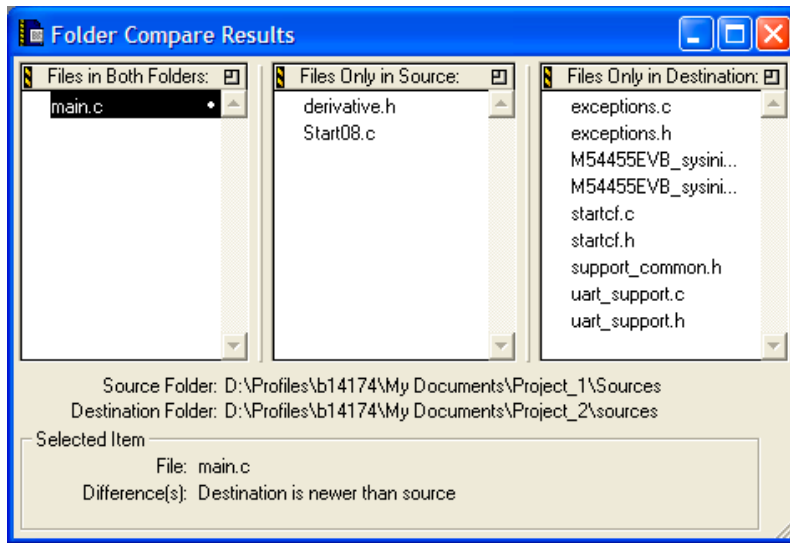 Folder Compare Results
Files in Both Folders:
main.c •
Files Only in Source:
derivative.h
Start08.c
Files Only in Destination:
exceptions.c
exceptions.h
M54455EVB_sysini...
M54455EVB_sysini...
startcf.c
startcf.h
support_common.h
uart_support.c
uart_support.h
Source Folder: D:\Profiles\b14174\My Documents\Project_1\Sources
Destination Folder: D:\Profiles\b14174\My Documents\Project_2\sources
Selected Item
File: main.c
Difference(s): Destination is newer than source